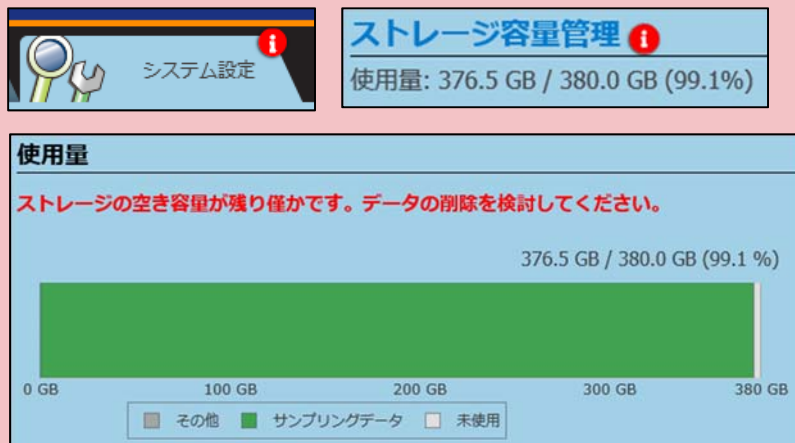 システム設定
ストレージ容量管理
使用量: 376.5 GB / 380.0 GB (99.1%)
使用量
ストレージの空き容量が残り僅かです。データの削除を検討してください。
376.5 GB / 380.0 GB (99.1 %)
0 GB 100 GB 200 GB 300 GB 380 GB
その他 サンプリングデータ 未使用